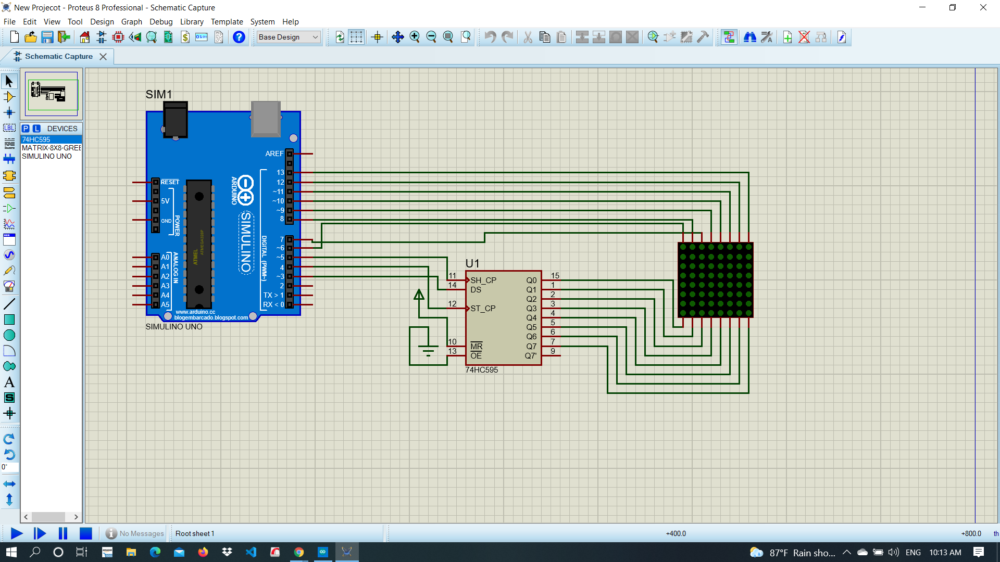 New Projecot - Proteus 8 Professional - Schematic Capture
File Edit View Tool Design Graph Debug Library Template System Help
Base Design
Schematic Capture
P L DEVICES
74HC595
MATRIX-8X8-GREE
SIMULINO UNO
LBL
A
S
0°
SIM1
AREF
13
12
~11
~10
~9
8
7
~6
~5
4
~3
2
TX > 1
RX < 0
RESET
5V
GND
POWER
A0
A1
A2
A3
A4
A5
ANALOG IN
ATMEL
ATMEGA328P
ARDUINO
SIMULINO
DIGITAL (PWM~)
www.arduino.cc
blogembarcado.blogspot.com
SIMULINO UNO
U1
11 SH_CP Q0 15
14 DS Q1 1
Q2 2
12 ST_CP Q3 3
Q4 4
Q5 5
Q6 6
10 MR Q7 7
13 OE Q7' 9
74HC595
No Messages Root sheet 1 +400.0 +800.0 th
amazon
87°F Rain sho... ENG 10:13 AM